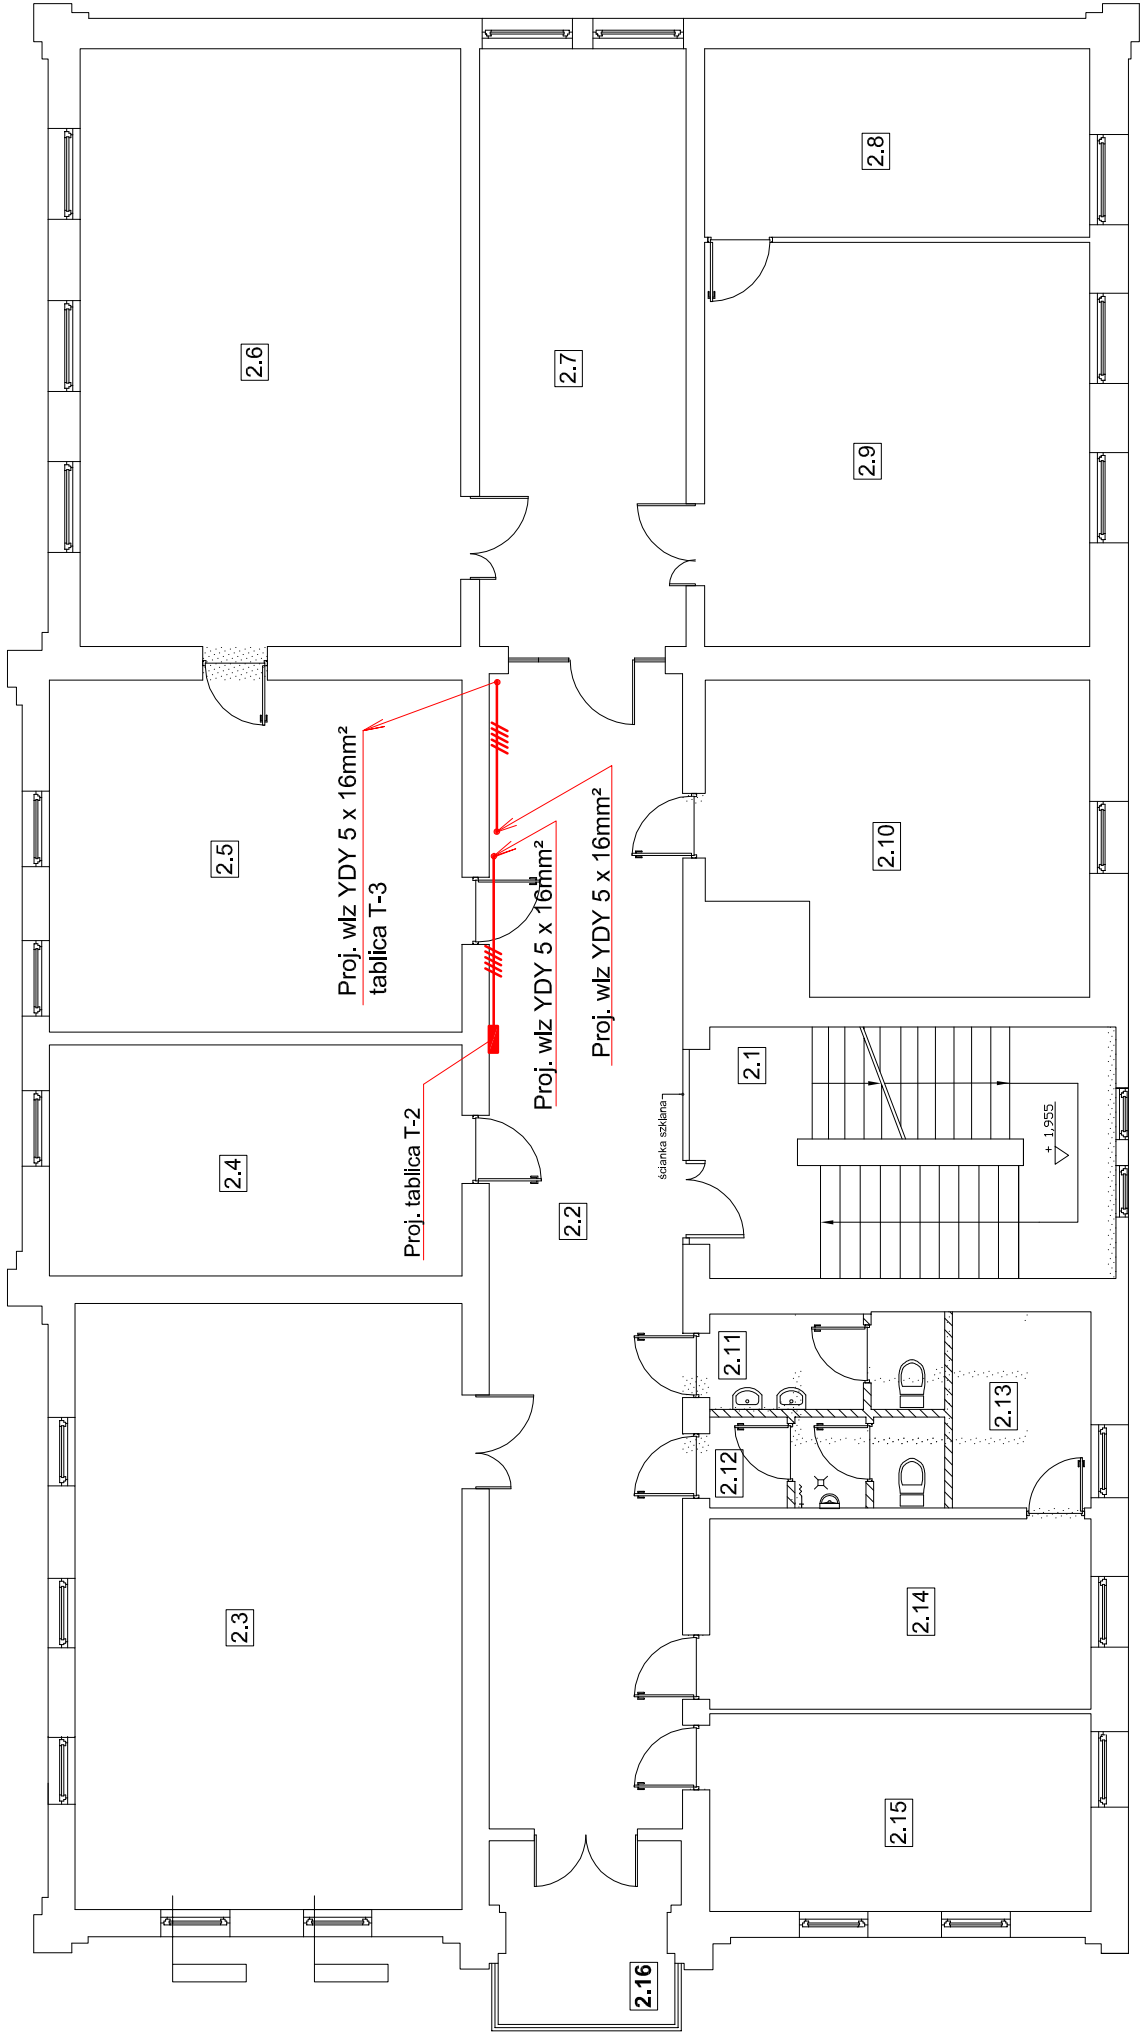 2.3
2.4
2.5
2.6
Proj. tablica T-2
Proj. wlz YDY 5 x 16mm²
tablica T-3
Proj. wlz YDY 5 x 16mm²
Proj. wlz YDY 5 x 16mm²
2.2
2.7
2.16
ścianka szklana
2.15
2.14
2.12
2.11
2.13
2.1
+ 1,955
2.10
2.9
2.8